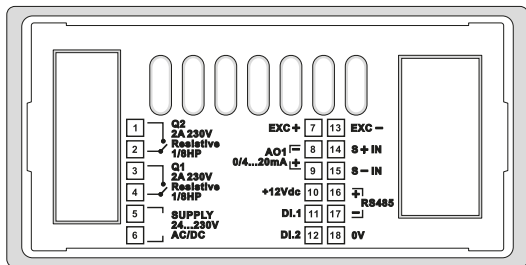 1
Q2
2A 230V
2
Resistive
1/8HP
3
Q1
2A 230V
4
Resistive
1/8HP
5
SUPPLY
24...230V
6
AC/DC
EXC+ 7 13 EXC-
AO1 - 8 14 S+IN
0/4...20mA + 9 15 S-IN
+12Vdc 10 16 +
RS485
DI.1 11 17 -
DI.2 12 18 0V